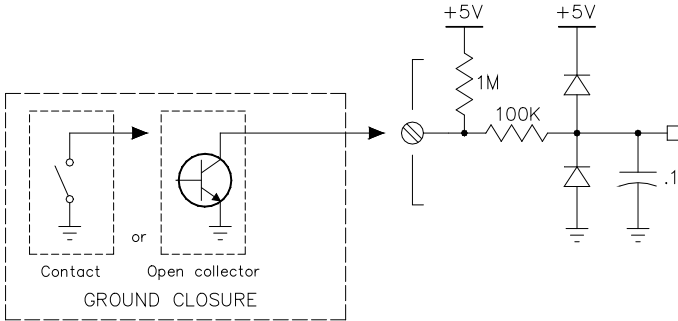 +5V
+5V
1M
100K
.1
or
Contact
Open collector
GROUND CLOSURE